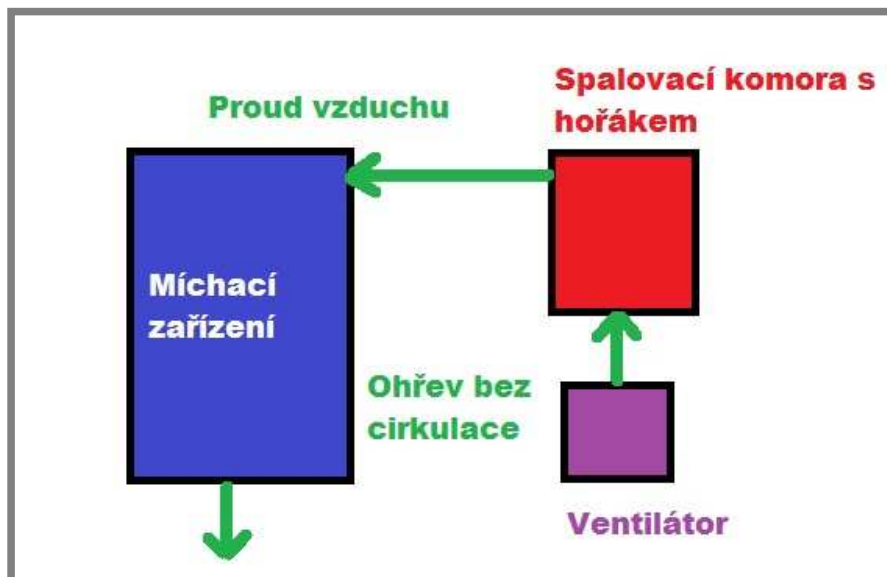 Spalovací komora s
hořákem
Proud vzduchu
Míchací
zařízení
Ohřev bez
cirkulace
Ventilátor